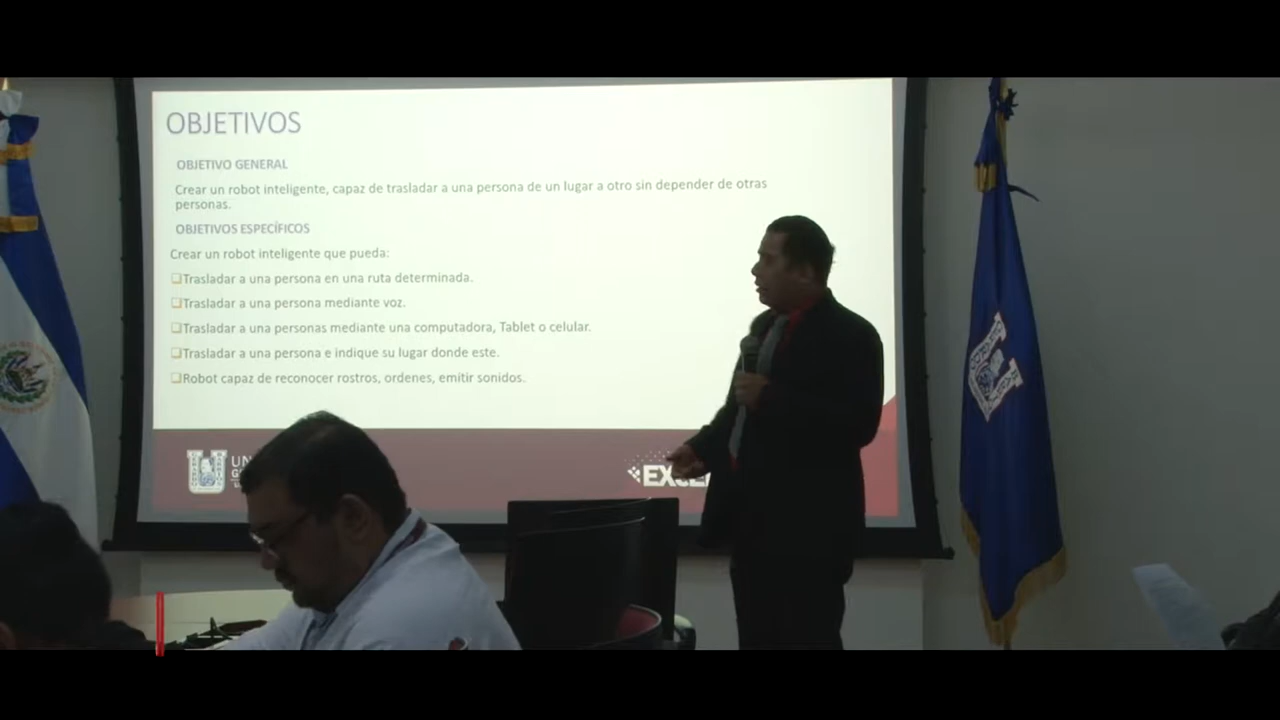 OBJETIVOS
OBJETIVO GENERAL
Crear un robot inteligente, capaz de trasladar a una persona de un lugar a otro sin depender de otras
personas.
OBJETIVOS ESPECÍFICOS
Crear un robot inteligente que pueda:
❑Trasladar a una persona en una ruta determinada.
❑Trasladar a una persona mediante voz.
❑Trasladar a una personas mediante una computadora, Tablet o celular.
❑Trasladar a una persona e indique su lugar donde este.
❑Robot capaz de reconocer rostros, ordenes, emitir sonidos.